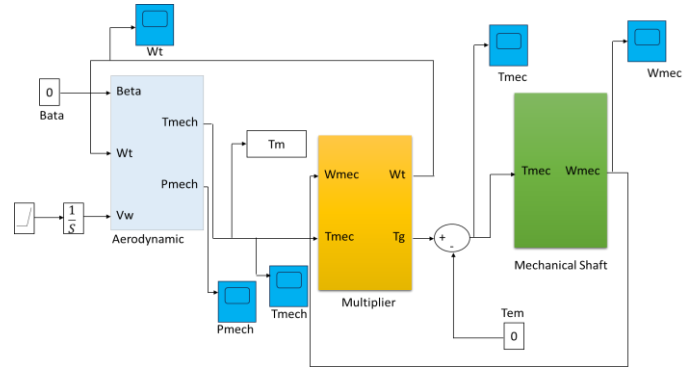 Wt
Tmec
Wmec
0
Bata
Beta
Wt
Vw
Tmech
Pmech
Aerodynamic
1
S
Tm
Wmec
Tmec
Wt
Tg
Multiplier
+
-
Tmec
Wmec
Mechanical Shaft
Pmech
Tmech
Tem
0